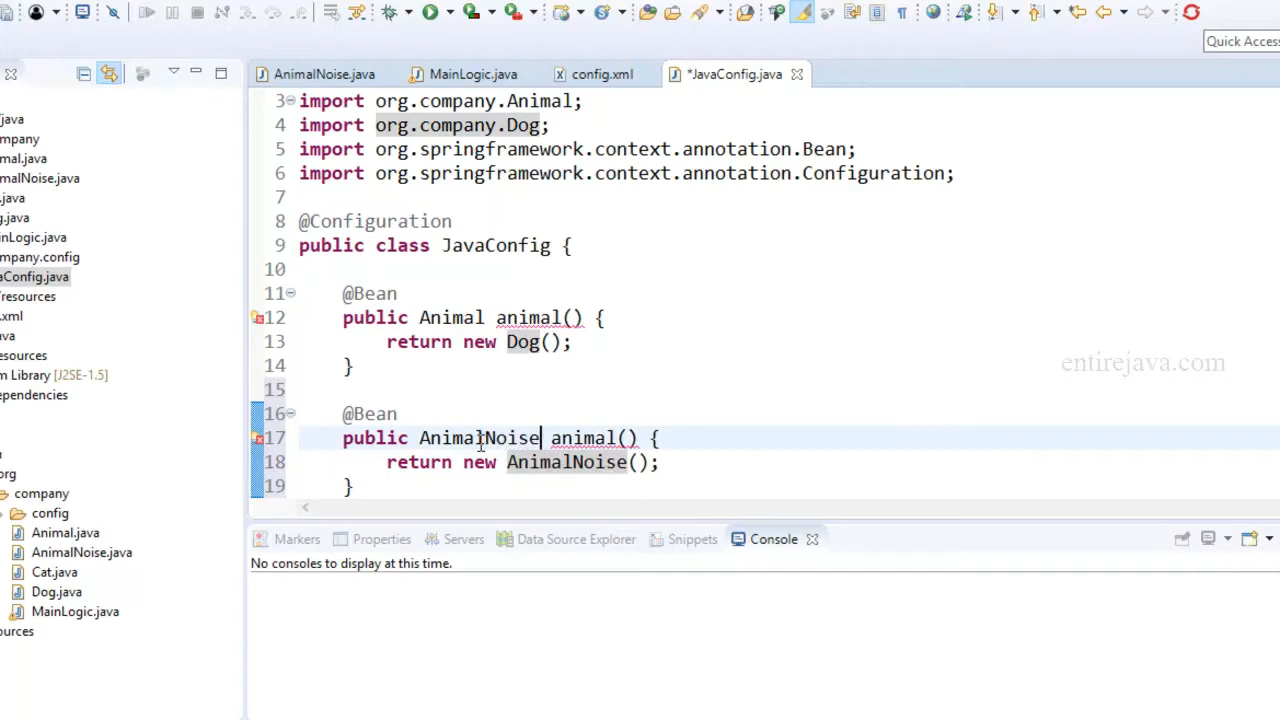 Quick Access
AnimalNoise.java
MainLogic.java
config.xml
*JavaConfig.java
3 import org.company.Animal;
4 import org.company.Dog;
5 import org.springframework.context.annotation.Bean;
6 import org.springframework.context.annotation.Configuration;
7
8 @Configuration
9 public class JavaConfig {
10
11 @Bean
12 public Animal animal() {
13 return new Dog();
14 }
15
16 @Bean
17 public AnimalNoise animal() {
18 return new AnimalNoise();
19 }
entirejava.com
java
mpany
mal.java
malNoise.java
.java
g.java
inLogic.java
mpany.config
aConfig.java
/resources
.xml
va
esources
m Library [J2SE-1.5]
ependencies
org
company
config
Animal.java
AnimalNoise.java
Cat.java
Dog.java
MainLogic.java
ources
Markers
Properties
Servers
Data Source Explorer
Snippets
Console
No consoles to display at this time.